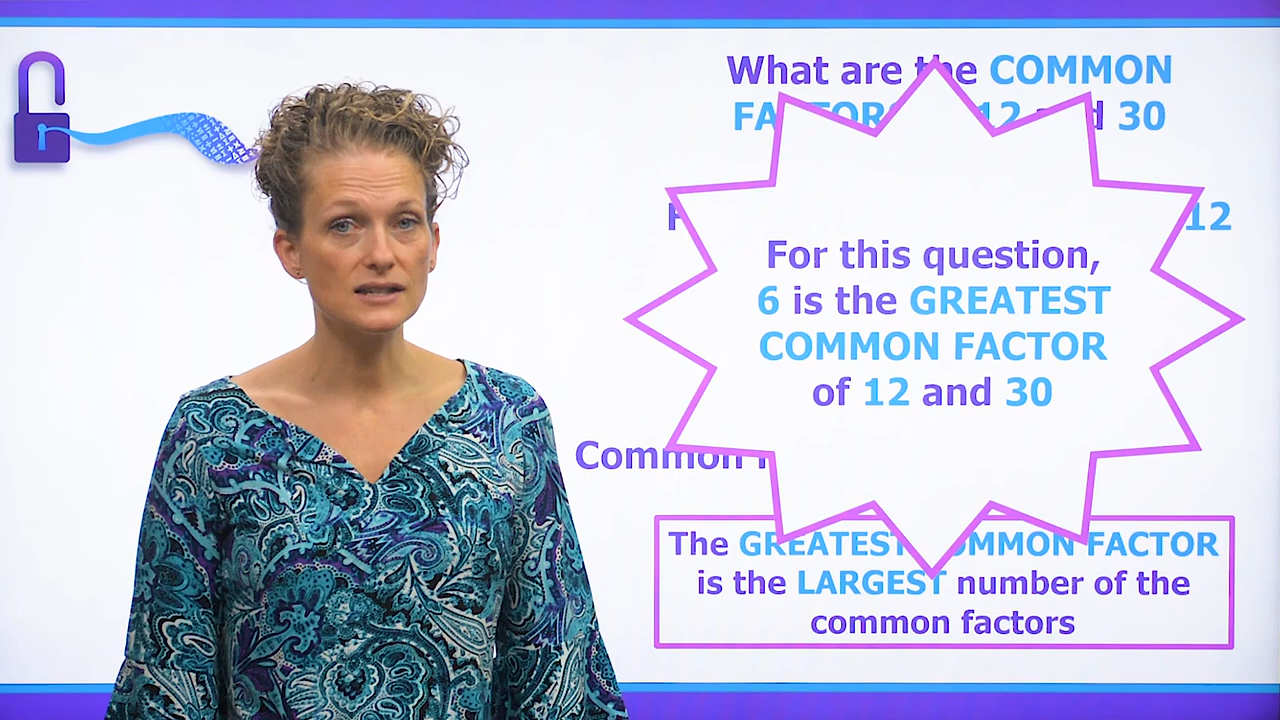 What are the COMMON
12 and 30
12
For this question,
6 is the GREATEST
COMMON FACTOR
of 12 and 30
Common
The GREATEST COMMON FACTOR
is the LARGEST number of the
common factors